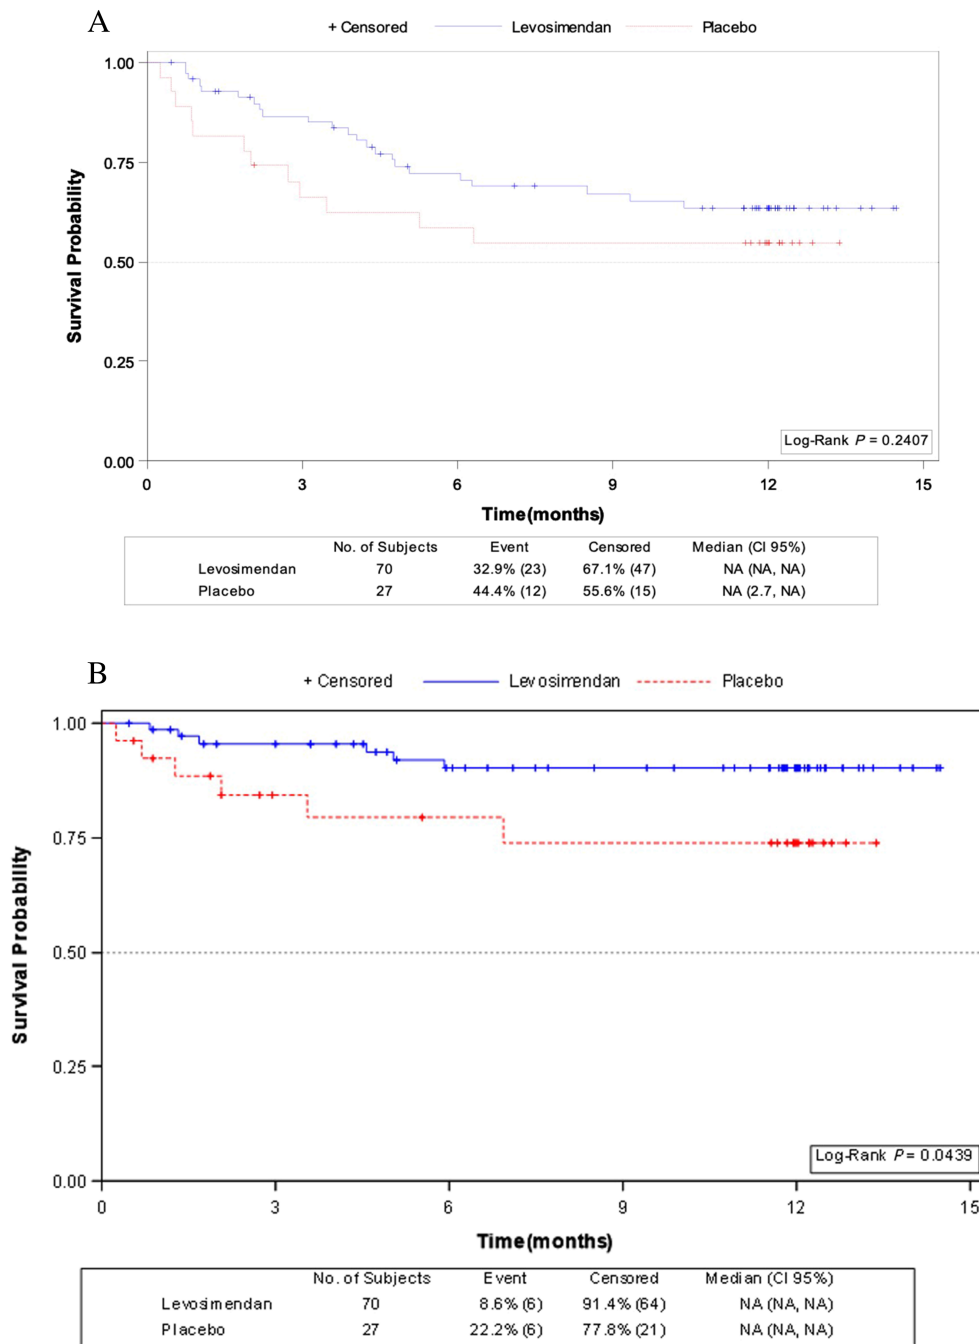 A
+ Censored Levosimendan Placebo
1.00
0.75
0.50
0.25
0.00
Survival Probability
Log-Rank P = 0.2407
0 3 6 9 12 15
Time(months)
No. of Subjects Event Censored Median (CI 95%)
Levosimendan 70 32.9% (23) 67.1% (47) NA (NA, NA)
Placebo 27 44.4% (12) 55.6% (15) NA (2.7, NA)
B
+ Censored Levosimendan Placebo
1.00
0.75
0.50
0.25
0.00
Survival Probability
Log-Rank P = 0.0439
0 3 6 9 12 15
Time(months)
No. of Subjects Event Censored Median (CI 95%)
Levosimendan 70 8.6% (6) 91.4% (64) NA (NA, NA)
Placebo 27 22.2% (6) 77.8% (21) NA (NA, NA)